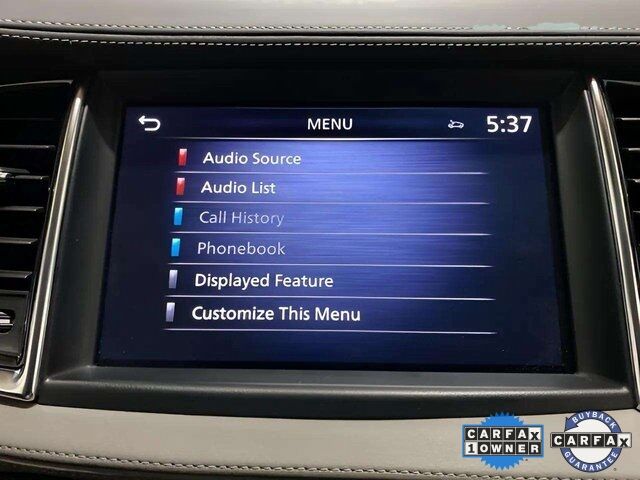 MENU 5:37
Audio Source
Audio List
Call History
Phonebook
Displayed Feature
Customize This Menu
CARFAX
1 OWNER
BUYBACK
CARFAX
GUARANTEE